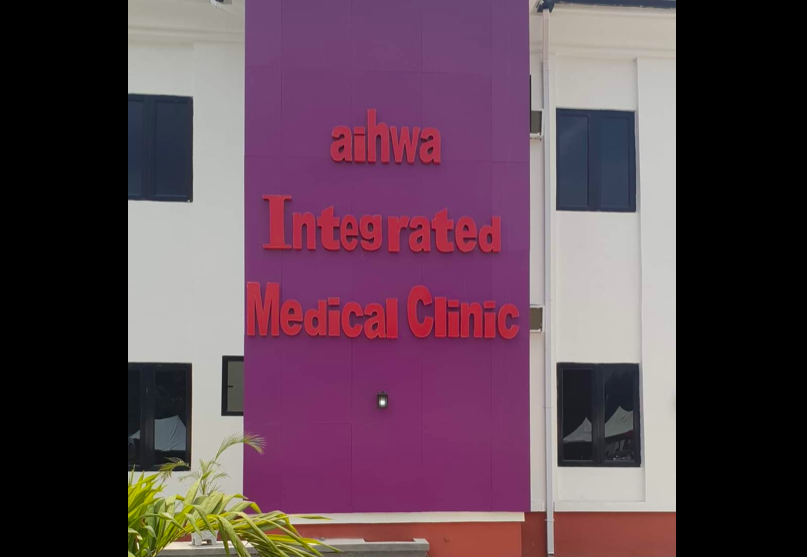 aihwa
Integrated
Medical Clinic